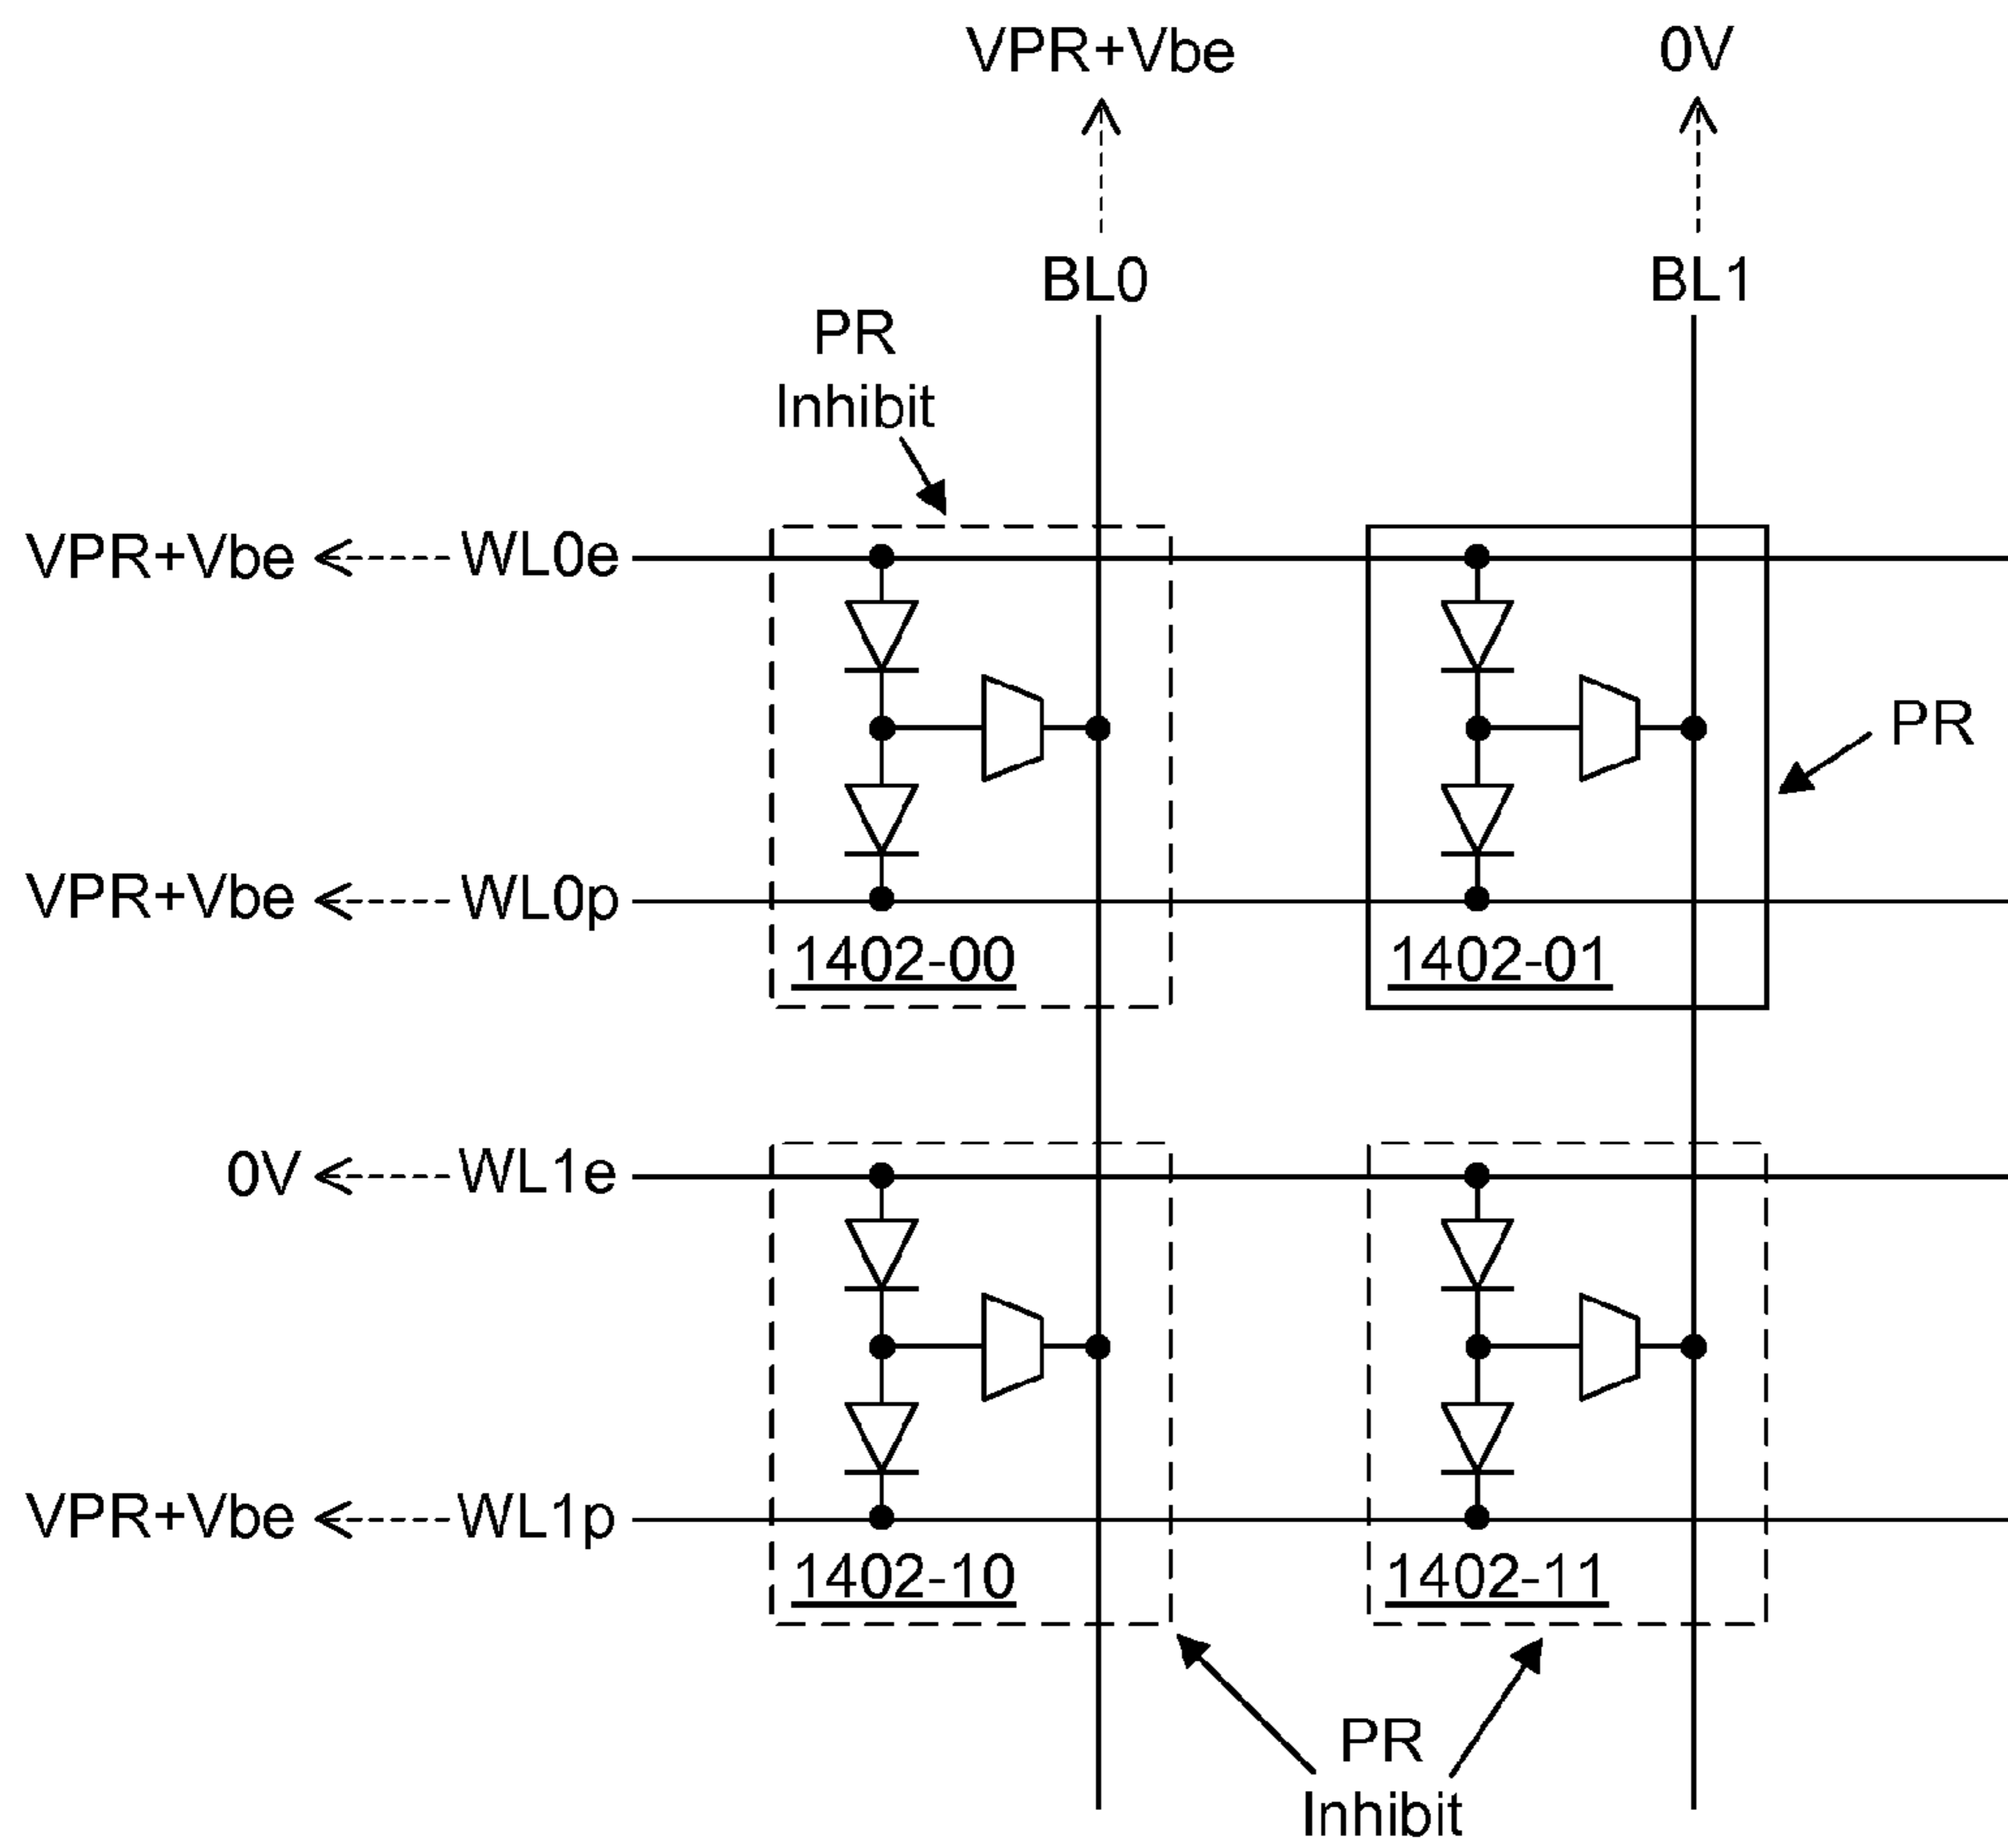 VPR+Vbe
0V
BL0
BL1
PR
Inhibit
VPR+Vbe
WL0e
PR
VPR+Vbe
WL0p
1402-00
1402-01
0V
WL1e
VPR+Vbe
WL1p
1402-10
1402-11
PR
Inhibit